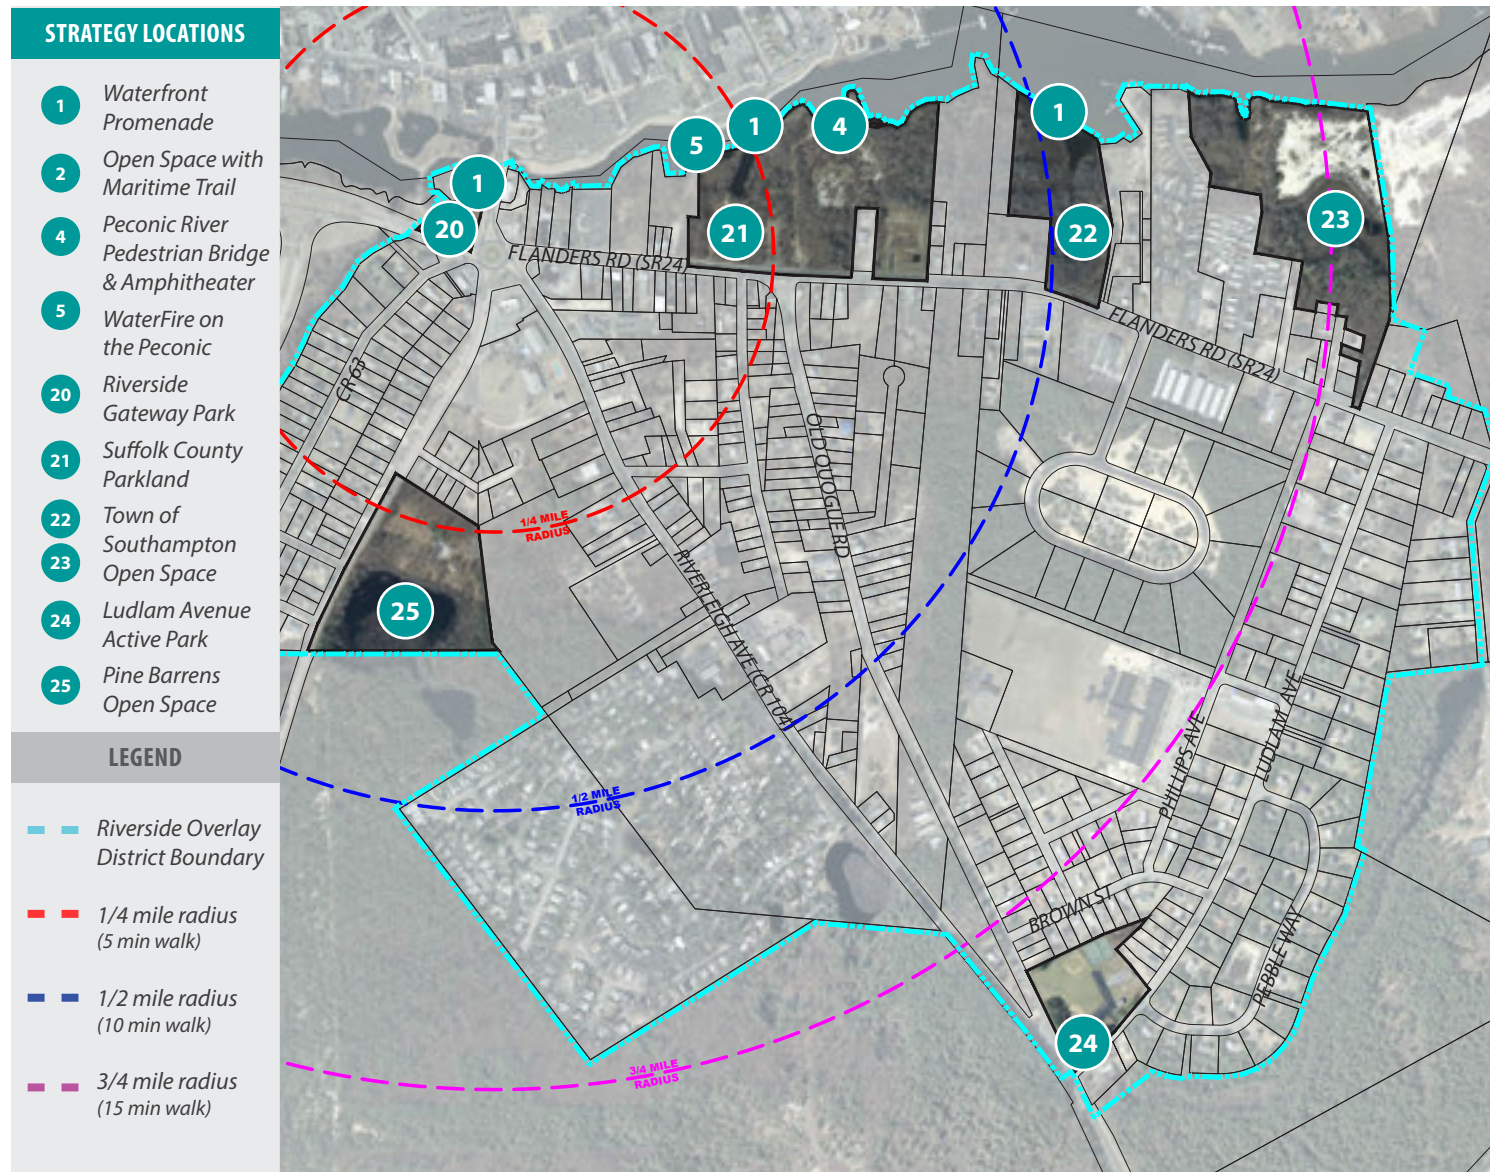 STRATEGY LOCATIONS
1
Waterfront
Promenade
2
Open Space with
Maritime Trail
4
Peconic River
Pedestrian Bridge
& Amphitheater
5
WaterFire on
the Peconic
20
Riverside
Gateway Park
21
Suffolk County
Parkland
22
Town of
Southampton
23
Open Space
24
Ludlam Avenue
Active Park
25
Pine Barrens
Open Space
LEGEND
Riverside Overlay
District Boundary
1/4 mile radius
(5 min walk)
1/2 mile radius
(10 min walk)
3/4 mile radius
(15 min walk)
1
5
1
4
1
20
21
22
23
25
24
FLANDERS RD (SR24)
FLANDERS RD (SR24)
CR 63
OLD QUOGUE RD
RIVERLEIGH AVE (CR 104)
PHILLIPS AVE
LUDLAM AVE
BROWN ST
PEBBLE WAY
1/4 MILE
RADIUS
1/2 MILE
RADIUS
3/4 MILE
RADIUS